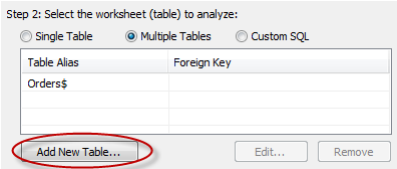 Step 2: Select the worksheet (table) to analyze:
Single Table Multiple Tables Custom SQL
Table Alias Foreign Key
Orders$
Add New Table... Edit... Remove